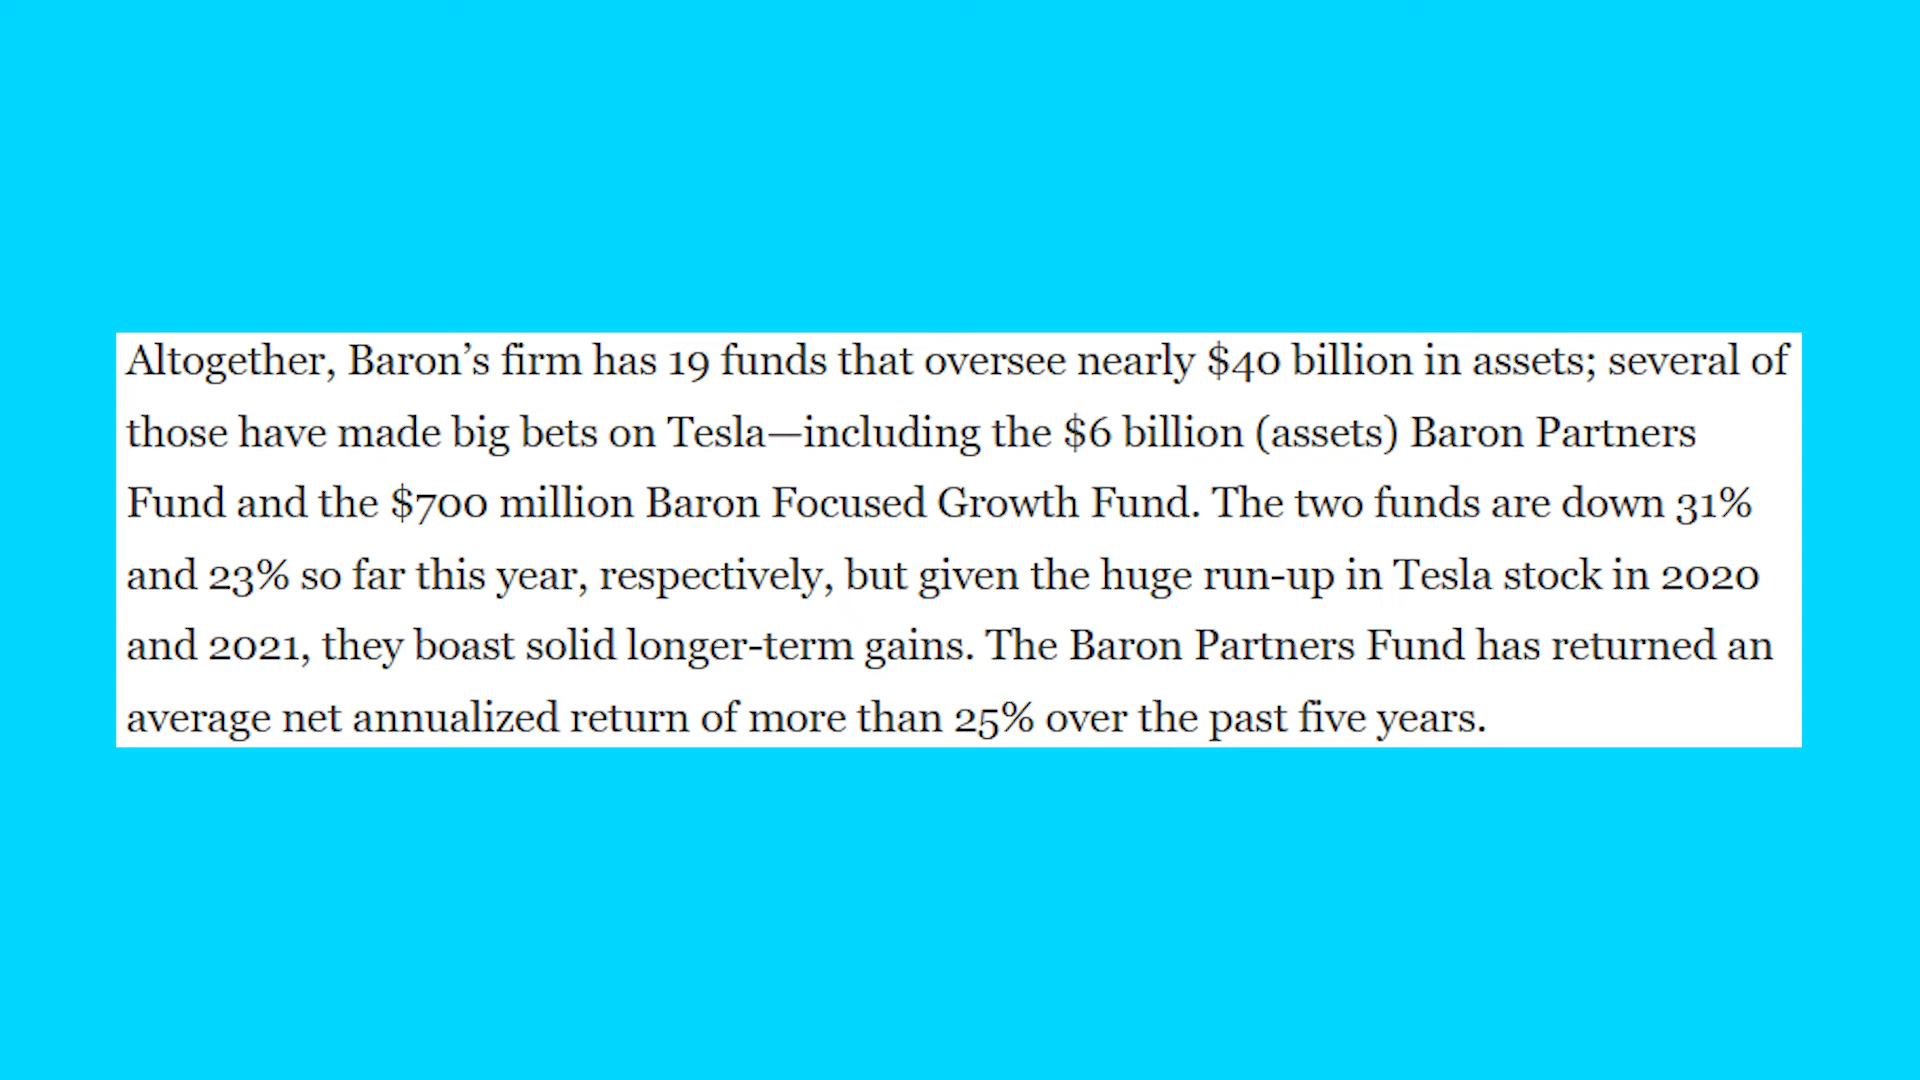 Altogether, Baron’s firm has 19 funds that oversee nearly $40 billion in assets; several of
those have made big bets on Tesla—including the $6 billion (assets) Baron Partners
Fund and the $700 million Baron Focused Growth Fund. The two funds are down 31%
and 23% so far this year, respectively, but given the huge run-up in Tesla stock in 2020
and 2021, they boast solid longer-term gains. The Baron Partners Fund has returned an
average net annualized return of more than 25% over the past five years.